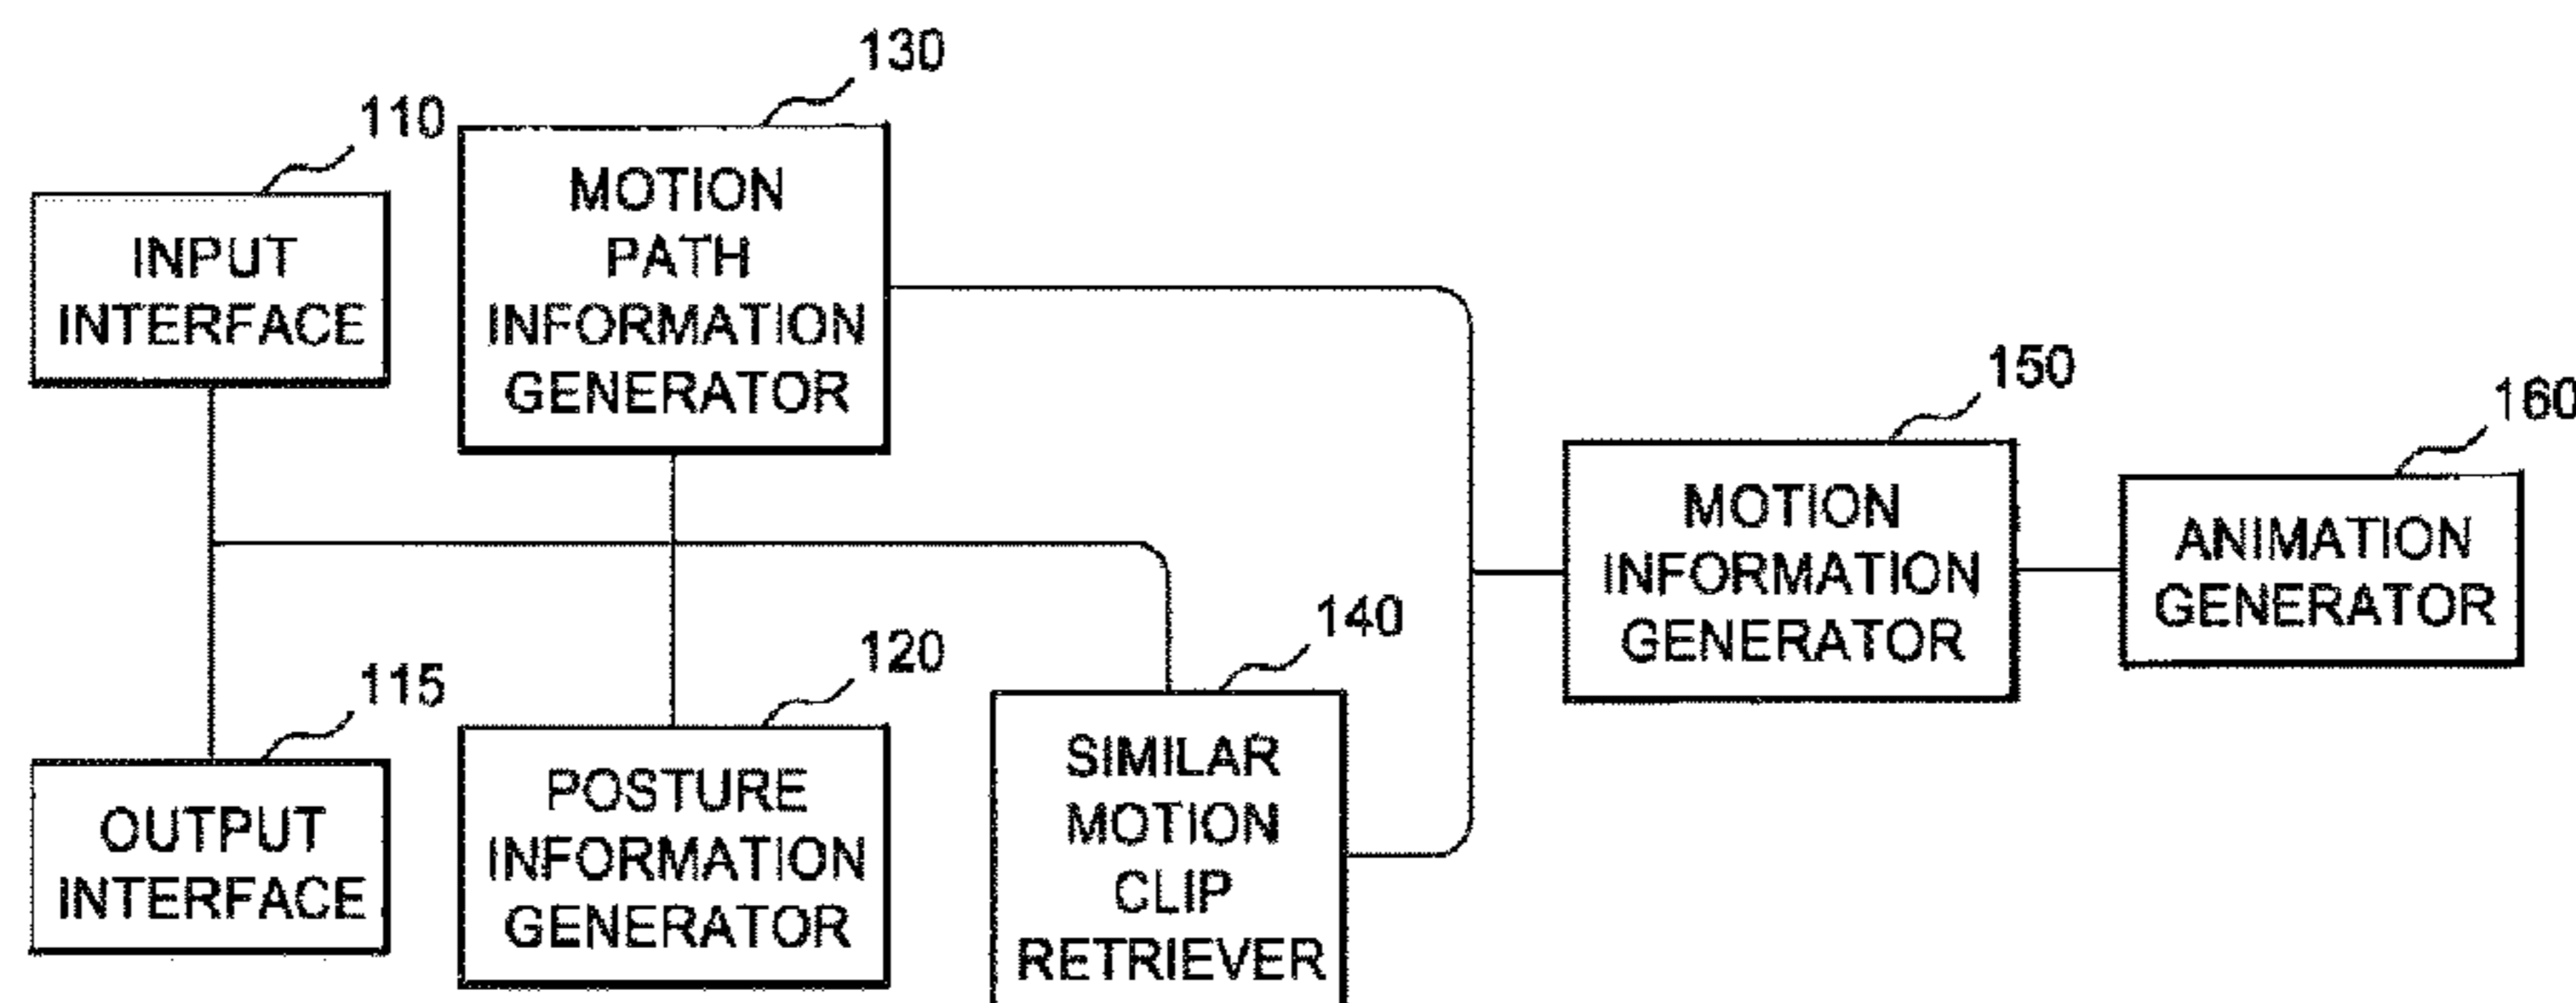 130
110
MOTION
PATH
INFORMATION
GENERATOR
INPUT
INTERFACE
150
160
MOTION
INFORMATION
GENERATOR
ANIMATION
GENERATOR
140
120
115
SIMILAR
MOTION
CLIP
RETRIEVER
POSTURE
INFORMATION
GENERATOR
OUTPUT
INTERFACE